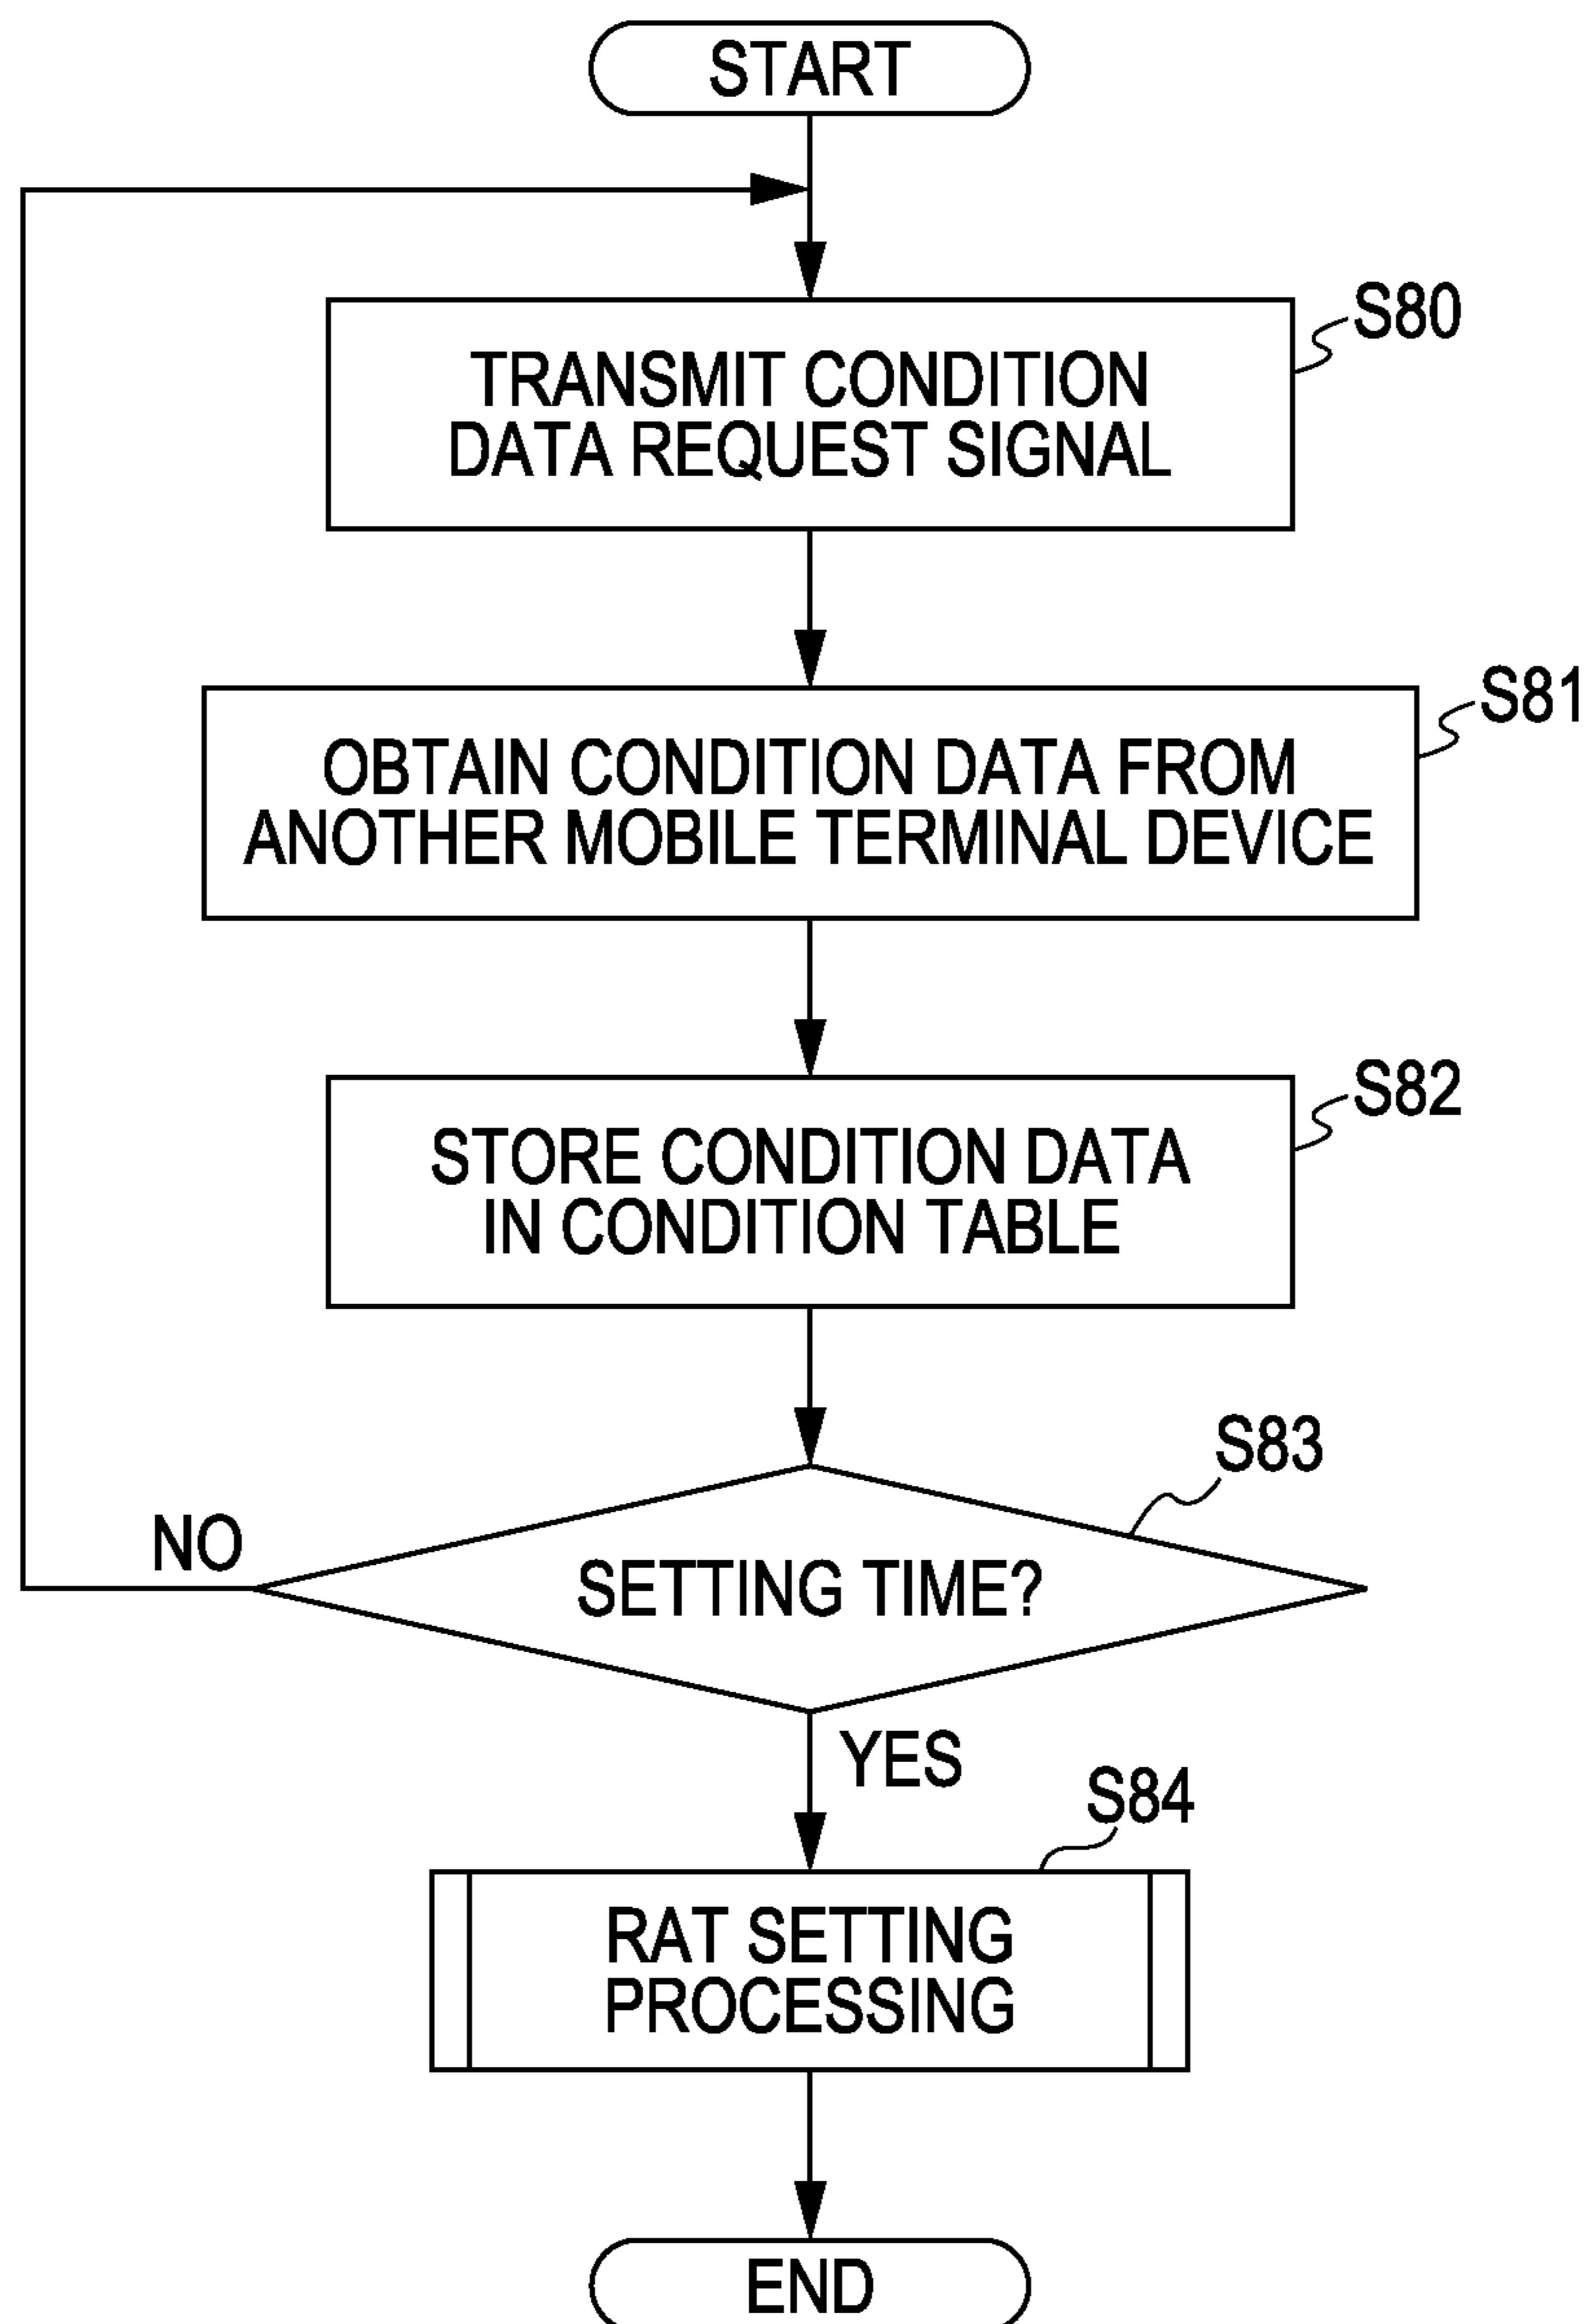 START
S80
TRANSMIT CONDITION
DATA REQUEST SIGNAL
S81
OBTAIN CONDITION DATA FROM
ANOTHER MOBILE TERMINAL DEVICE
S82
STORE CONDITION DATA
IN CONDITION TABLE
S83
NO
SETTING TIME?
YES
S84
RAT SETTING
PROCESSING
END